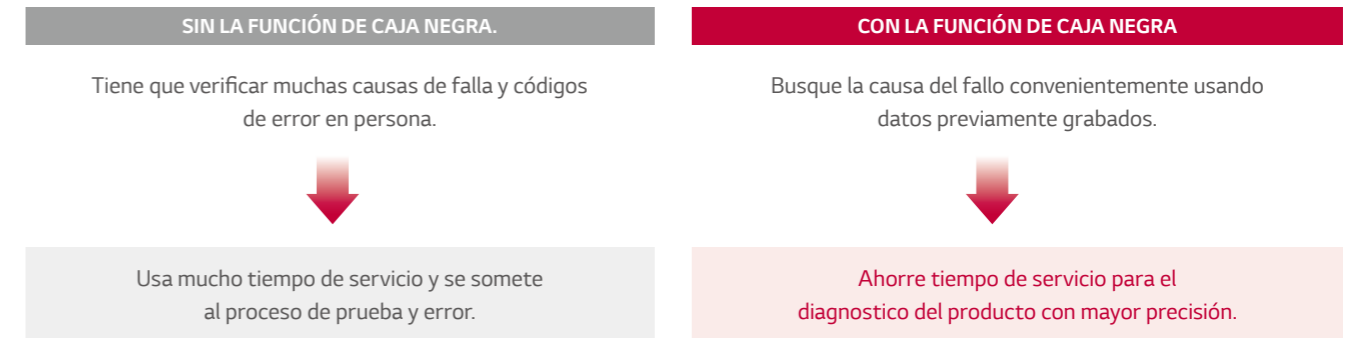 SIN LA FUNCIÓN DE CAJA NEGRA.
Tiene que verificar muchas causas de falla y códigos
de error en persona.
Usa mucho tiempo de servicio y se somete
al proceso de prueba y error.
CON LA FUNCIÓN DE CAJA NEGRA
Busque la causa del fallo convenientemente usando
datos previamente grabados.
Ahorre tiempo de servicio para el
diagnostico del producto con mayor precisión.